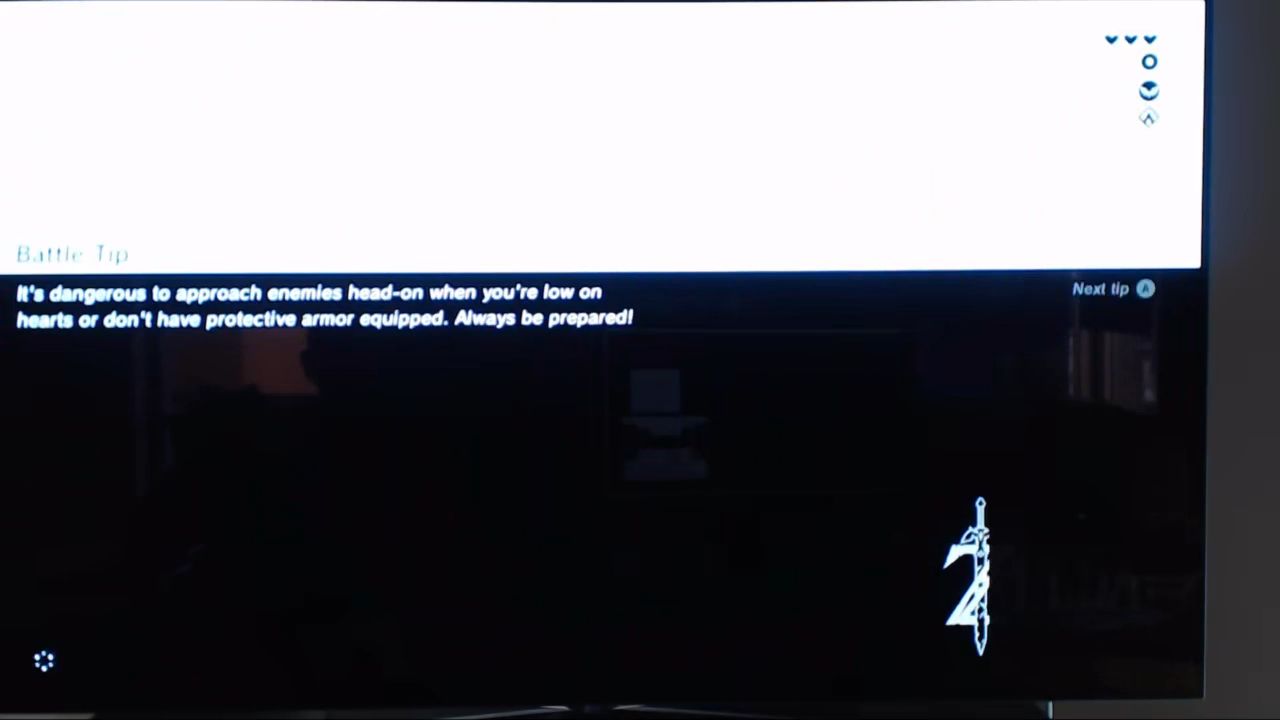 Battle Tip
It's dangerous to approach enemies head-on when you're low on
hearts or don't have protective armor equipped. Always be prepared!
Next tip A